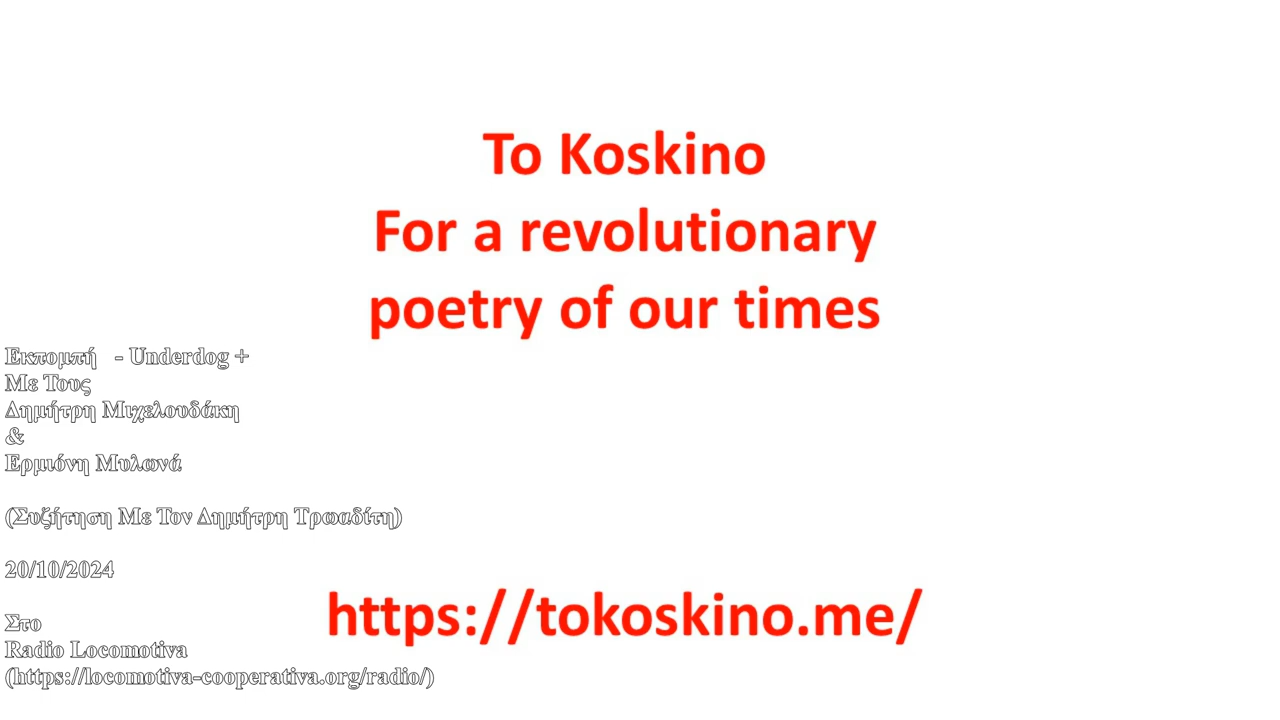 To Koskino
For a revolutionary
poetry of our times
Εκπομπή - Underdog +
Με Τους
Δημήτρη Μιχελουδάκη
&
Ερμιόνη Μυλωνά
(Συζήτηση Με Τον Δημήτρη Τρωαδίτη)
20/10/2024
Στο
Radio Locomotiva
(https://locomotiva-cooperativa.org/radio/)
https://tokoskino.me/